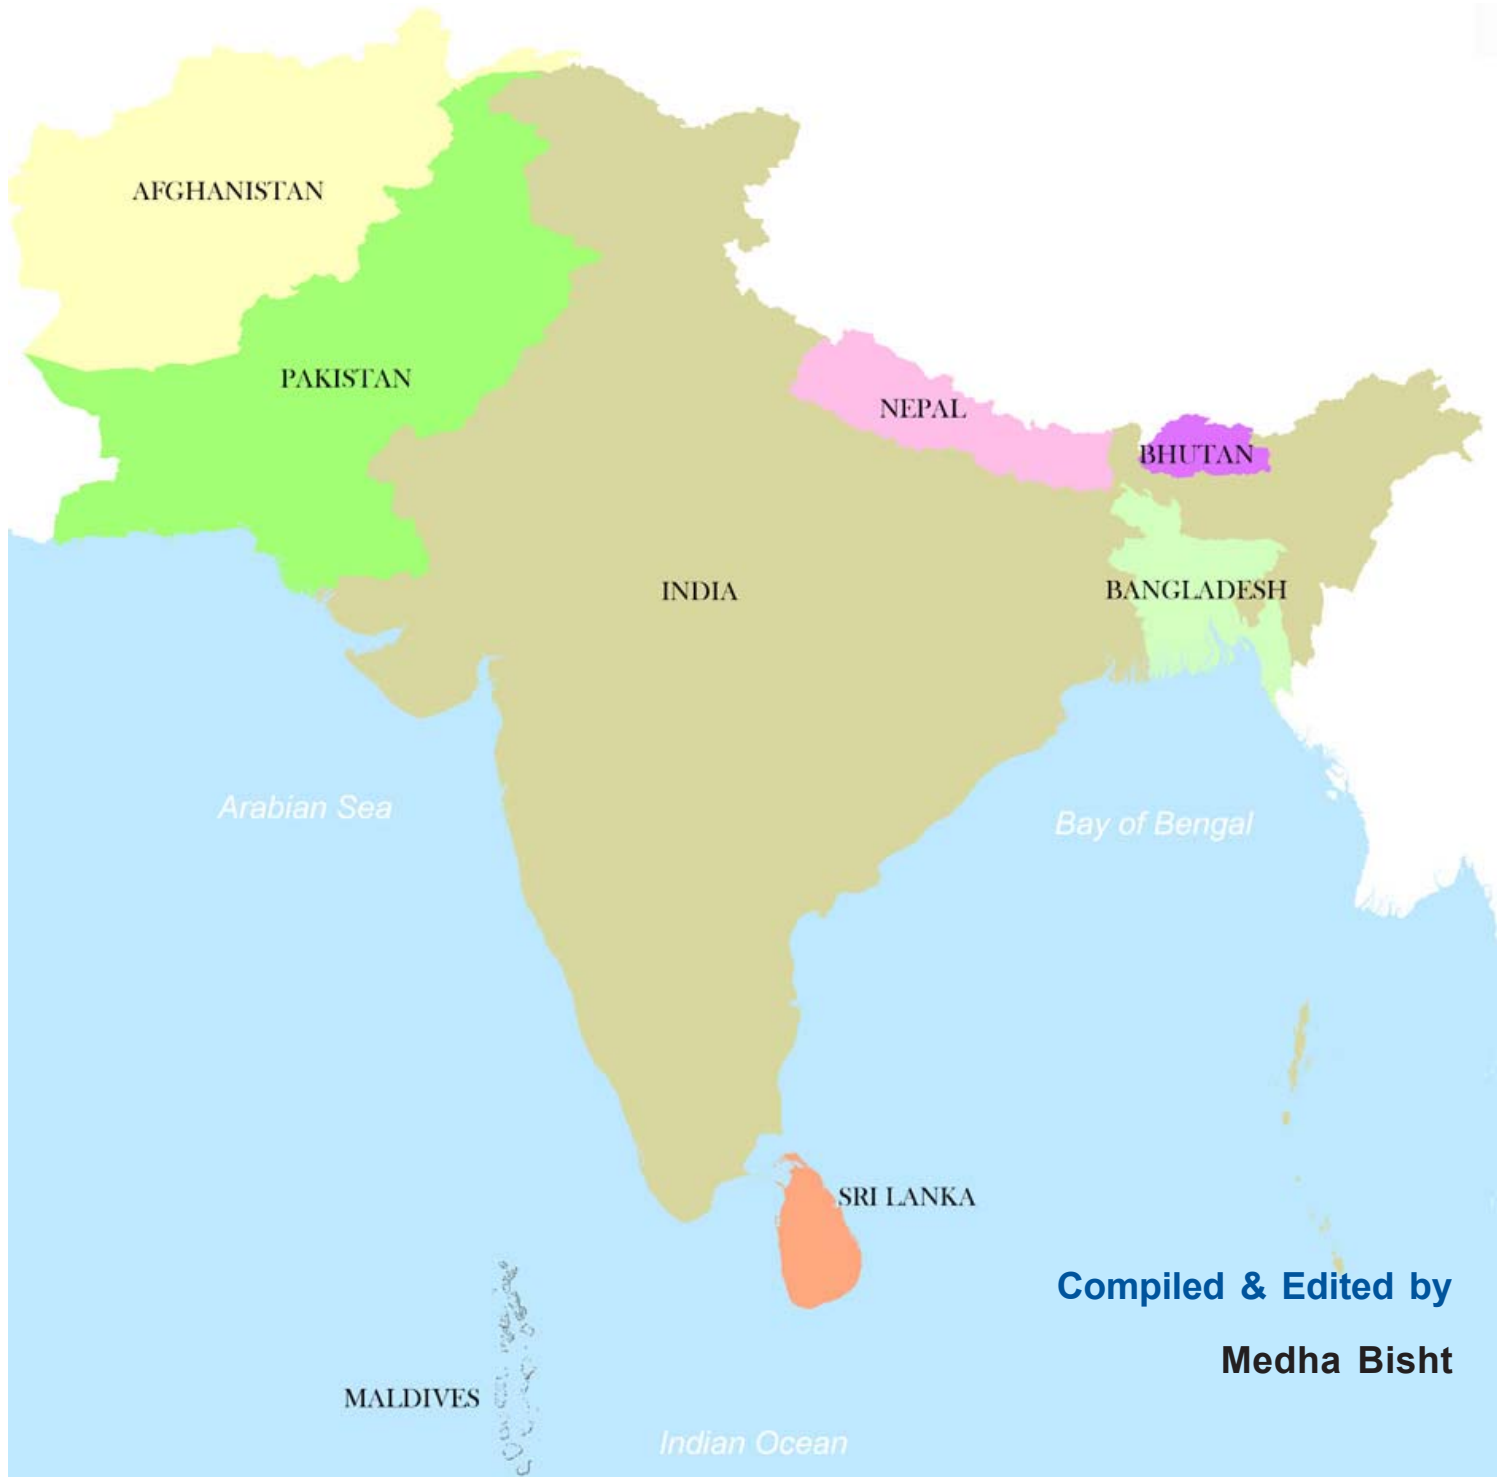 AFGHANISTAN
PAKISTAN
NEPAL
BHUTAN
INDIA
BANGLADESH
Arabian Sea
Bay of Bengal
SRI LANKA
Compiled & Edited by
Medha Bisht
MALDIVES
Indian Ocean